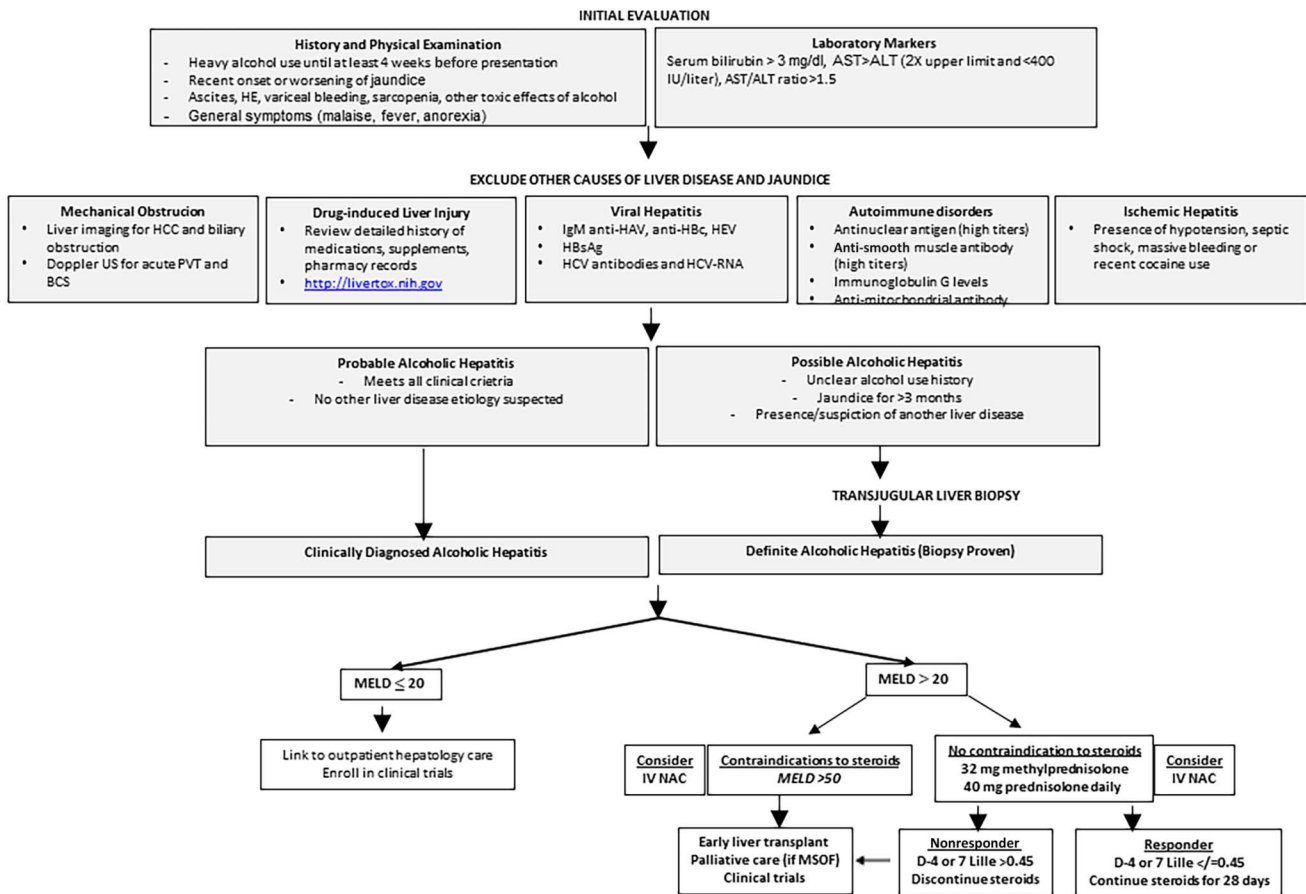 INITIAL EVALUATION
History and Physical Examination
- Heavy alcohol use until at least 4 weeks before presentation
- Recent onset or worsening of jaundice
- Ascites, HE, variceal bleeding, sarcopenia, other toxic effects of alcohol
- General symptoms (malaise, fever, anorexia)
Laboratory Markers
Serum bilirubin > 3 mg/dl, AST>ALT (2X upper limit and <400
IU/liter), AST/ALT ratio >1.5
EXCLUDE OTHER CAUSES OF LIVER DISEASE AND JAUNDICE
Mechanical Obstrucion
• Liver imaging for HCC and biliary
obstruction
• Doppler US for acute PVT and
BCS
Drug-induced Liver Injury
• Review detailed history of
medications, supplements,
pharmacy records
• http://livertox.nih.gov
Viral Hepatitis
• IgM anti-HAV, anti-HBc, HEV
• HBsAg
• HCV antibodies and HCV-RNA
Autoimmune disorders
• Antinuclear antigen (high titers)
• Anti-smooth muscle antibody
(high titers)
• Immunoglobulin G levels
• Anti-mitochondrial antibody
Ischemic Hepatitis
• Presence of hypotension, septic
shock, massive bleeding or
recent cocaine use
Probable Alcoholic Hepatitis
- Meets all clinical crietria
- No other liver disease etiology suspected
Possible Alcoholic Hepatitis
- Unclear alcohol use history
- Jaundice for >3 months
- Presence/suspiction of another liver disease
TRANSJUGULAR LIVER BIOPSY
Clinically Diagnosed Alcoholic Hepatitis
Definite Alcoholic Hepatitis (Biopsy Proven)
MELD ≤ 20
MELD > 20
Link to outpatient hepatology care
Enroll in clinical trials
Consider
IV NAC
Contraindications to steroids
MELD >50
No contraindication to steroids
32 mg methylprednisolone
40 mg prednisolone daily
Consider
IV NAC
Early liver transplant
Palliative care (if MSOF)
Clinical trials
Nonresponder
D-4 or 7 Lille >0.45
Discontinue steroids
Responder
D-4 or 7 Lille </=0.45
Continue steroids for 28 days